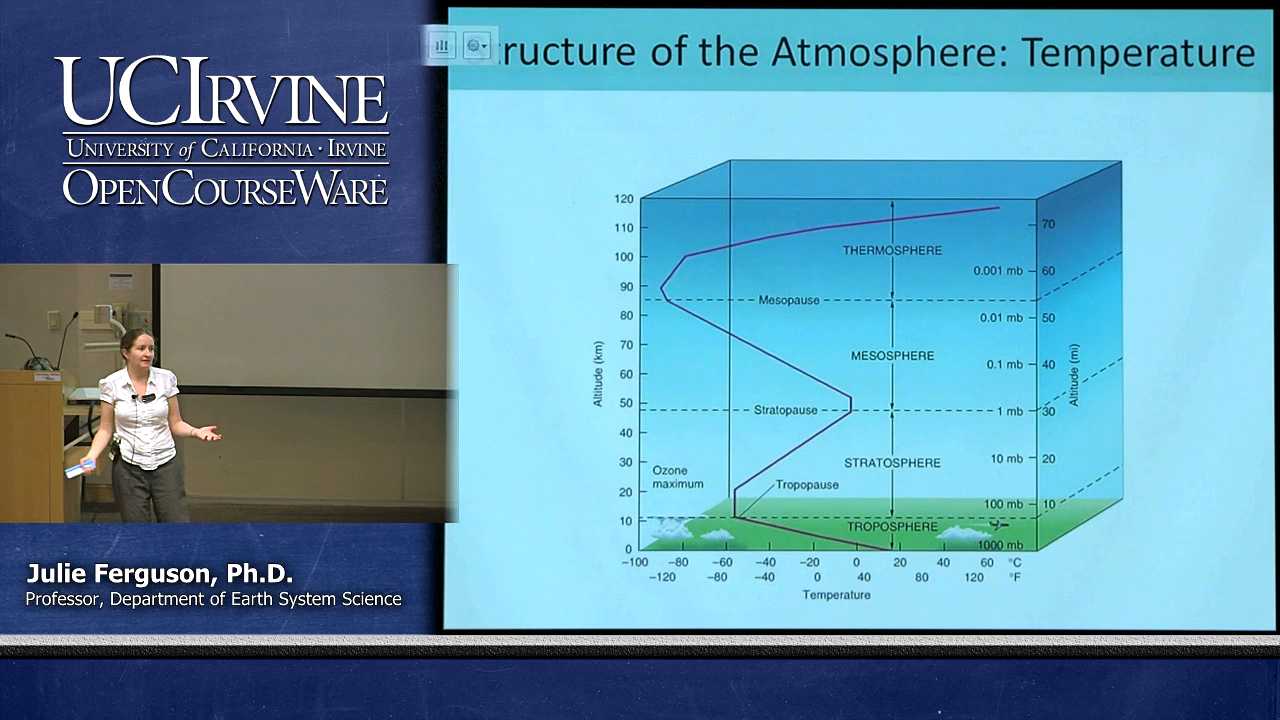 UCIRVINE
UNIVERSITY of CALIFORNIA · IRVINE
OPENCOURSEWARE
Julie Ferguson, Ph.D.
Professor, Department of Earth System Science
tructure of the Atmosphere: Temperature
120
110
100
90
80
70
60
50
40
30
20
10
0
Altitude (km)
THERMOSPHERE
Mesopause
MESOSPHERE
Stratopause
STRATOSPHERE
Ozone
maximum
Tropopause
TROPOSPHERE
0.001 mb
0.01 mb
0.1 mb
1 mb
10 mb
100 mb
1000 mb
70
60
50
40
30
20
10
Altitude (mi)
−100 −80 −60 −40 −20 0 20 40 60 °C
−120 −80 −40 0 40 80 120 °F
Temperature